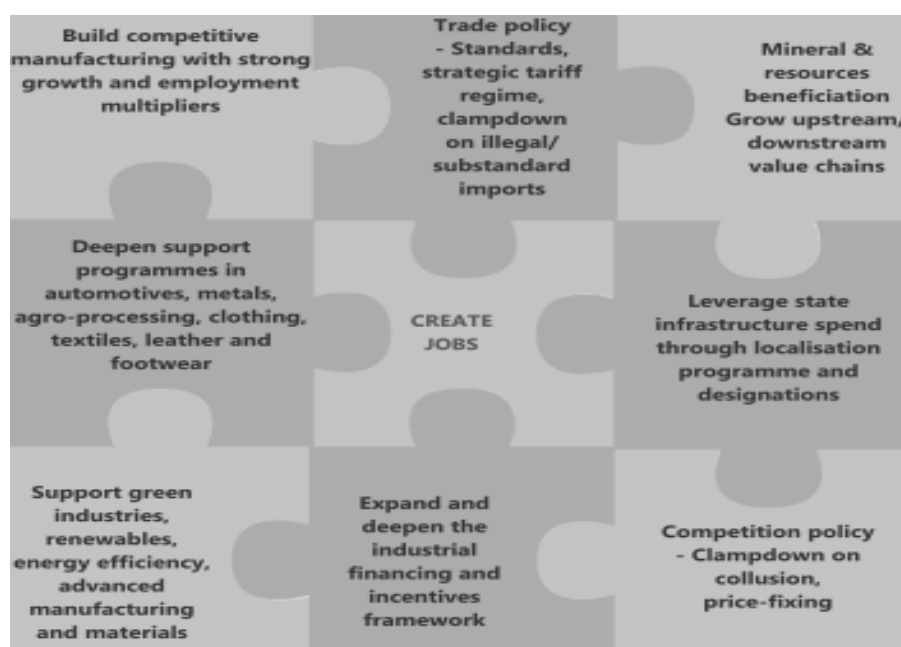 Build competitive
manufacturing with strong
growth and employment
multipliers
Trade policy
- Standards,
strategic tariff
regime,
clampdown
on illegal/
substandard
imports
Mineral &
resources
beneficiation
Grow upstream,
downstream
value chains
Deepen support
programmes in
automotives, metals,
agro-processing, clothing,
textiles, leather and
footwear
CREATE
JOBS
Leverage state
infrastructure spend
through localisation
programme and
designations
Support green
industries,
renewables,
energy efficiency,
advanced
manufacturing
and materials
Expand and
deepen the
industrial
financing and
incentives
framework
Competition policy
- Clampdown on
collusion,
price-fixing